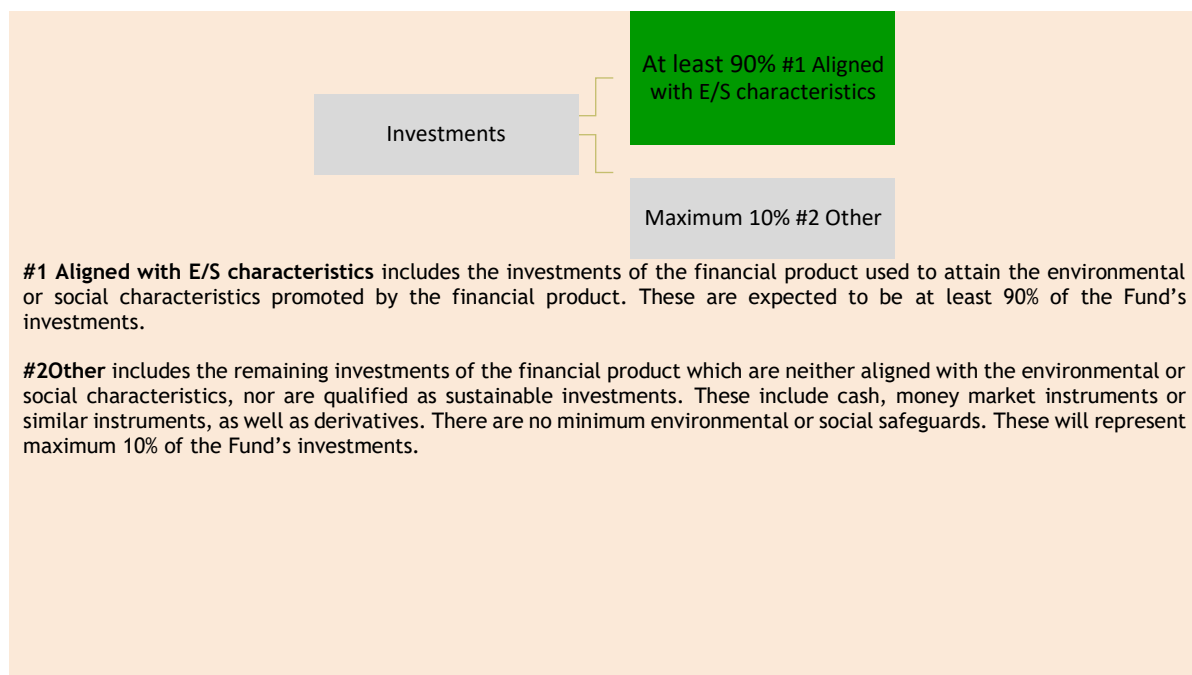 At least 90% #1 Aligned
with E/S characteristics
Investments
Maximum 10% #2 Other
#1 Aligned with E/S characteristics includes the investments of the financial product used to attain the environmental
or social characteristics promoted by the financial product. These are expected to be at least 90% of the Fund’s
investments.
#2Other includes the remaining investments of the financial product which are neither aligned with the environmental or
social characteristics, nor are qualified as sustainable investments. These include cash, money market instruments or
similar instruments, as well as derivatives. There are no minimum environmental or social safeguards. These will represent
maximum 10% of the Fund’s investments.